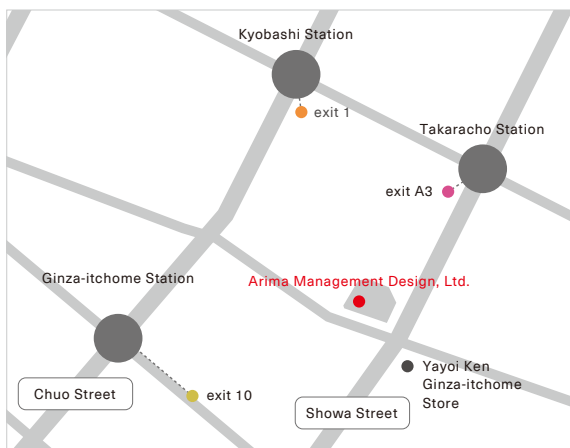 Kyobashi Station
exit 1
Takaracho Station
exit A3
Ginza-itchome Station
Arima Management Design, Ltd.
Yayoi Ken
Ginza-itchome
Store
Chuo Street
exit 10
Showa Street